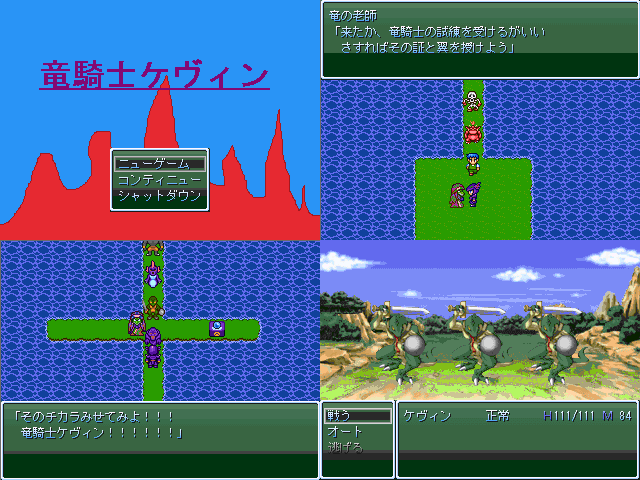 竜騎士ケヴィン
ニューゲーム
コンティニュー
シャットダウン
竜の老師
「来たか、竜騎士の試練を受けるがいい
さすればその証と翼を授けよう」
「そのチカラみせてみよ！！！
竜騎士ケヴィン！！！！！！」
戦う
オート
逃げる
ケヴィン 正常 H111/111 M 84